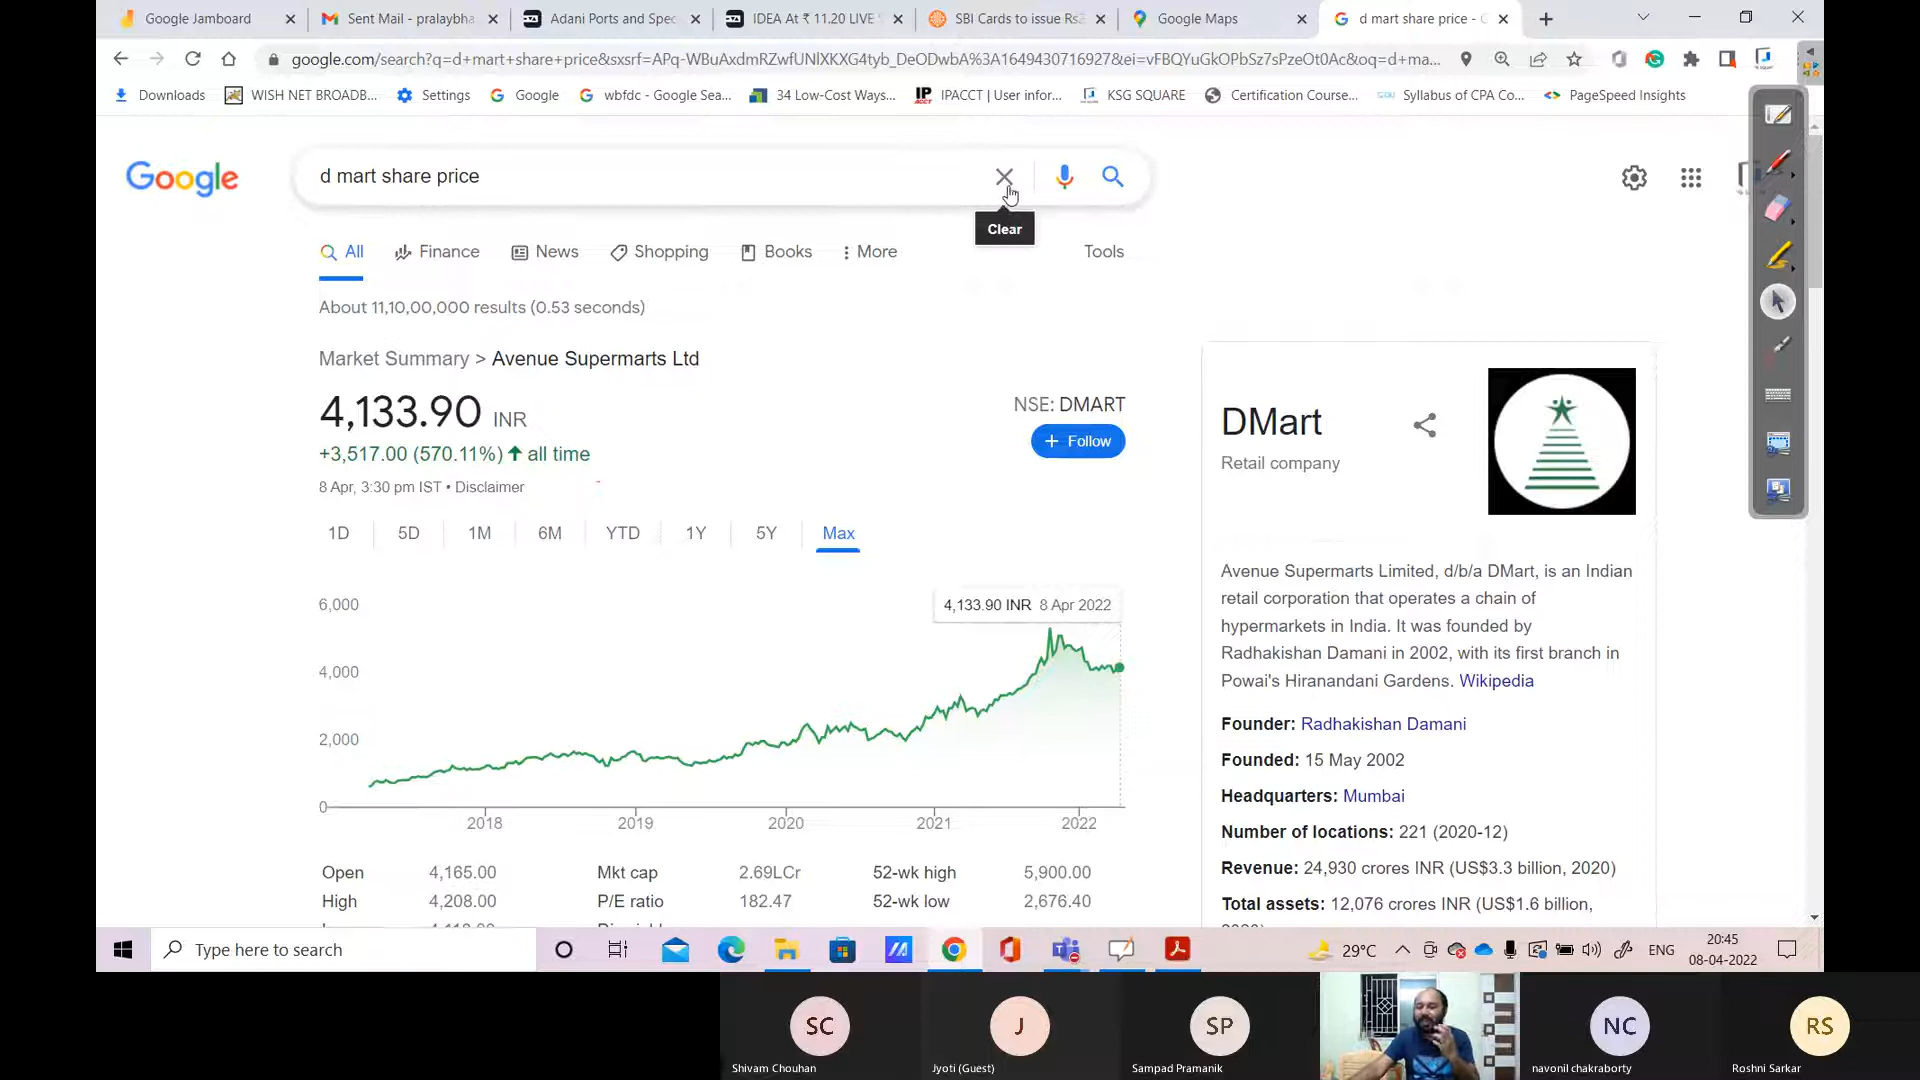 Google Jamboard
Sent Mail - pralaybha
Adani Ports and Spec
IDEA At ₹ 11.20 LIVE
SBI Cards to issue Rs
Google Maps
d mart share price -
google.com/search?q=d+mart+share+price&sxsrf=APq-WBuAxdmRZwfUNlXKXG4tyb_DeODwbA%3A1649430716927&ei=vFBQYuGkOPbSz7sPzeOt0Ac&oq=d+ma...
Downloads
WISH NET BROADB...
Settings
Google
wbfdc - Google Sea...
34 Low-Cost Ways...
IPACCT | User infor...
KSG SQUARE
Certification Course...
Syllabus of CPA Co...
PageSpeed Insights
Google
d mart share price
Clear
All
Finance
News
Shopping
Books
More
Tools
About 11,10,00,000 results (0.53 seconds)
Market Summary > Avenue Supermarts Ltd
4,133.90 INR
NSE: DMART
+ Follow
+3,517.00 (570.11%) ↑ all time
8 Apr, 3:30 pm IST • Disclaimer
1D
5D
1M
6M
YTD
1Y
5Y
Max
4,133.90 INR 8 Apr 2022
6,000
4,000
2,000
0
2018
2019
2020
2021
2022
Open 4,165.00
Mkt cap 2.69LCr
52-wk high 5,900.00
High 4,208.00
P/E ratio 182.47
52-wk low 2,676.40
DMart
Retail company
Avenue Supermarts Limited, d/b/a DMart, is an Indian
retail corporation that operates a chain of
hypermarkets in India. It was founded by
Radhakishan Damani in 2002, with its first branch in
Powai's Hiranandani Gardens. Wikipedia
Founder: Radhakishan Damani
Founded: 15 May 2002
Headquarters: Mumbai
Number of locations: 221 (2020-12)
Revenue: 24,930 crores INR (US$3.3 billion, 2020)
Total assets: 12,076 crores INR (US$1.6 billion,
Type here to search
29°C
ENG
20:45
08-04-2022
SC
Shivam Chouhan
J
Jyoti (Guest)
SP
Sampad Pramanik
NC
navonil chakraborty
RS
Roshni Sarkar